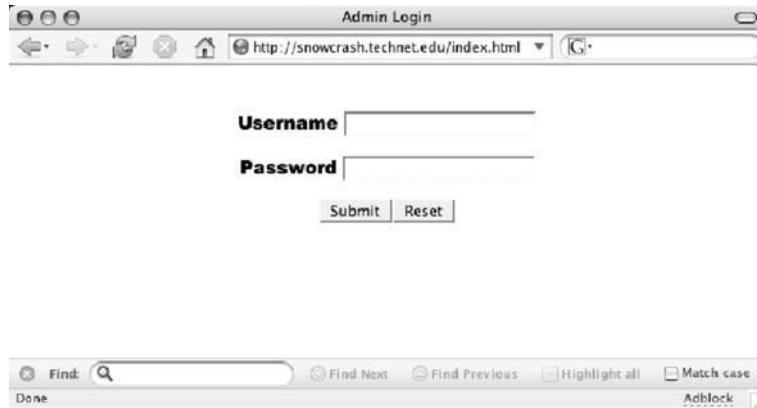 Admin Login
http://snowcrash.technet.edu/index.html G
Username
Password
Submit Reset
Find: Find Next Find Previous Highlight all Match case
Done Adblock